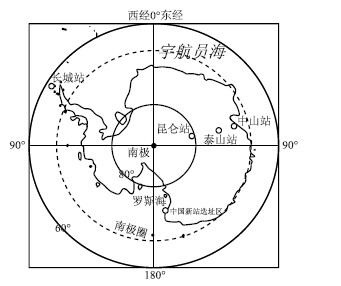 西经0°东经
宇航员海
长城站
中山站
昆仑站
泰山站
90°
南极
90°
80°
罗斯海
中国新站选址区
南极圈
60°
180°